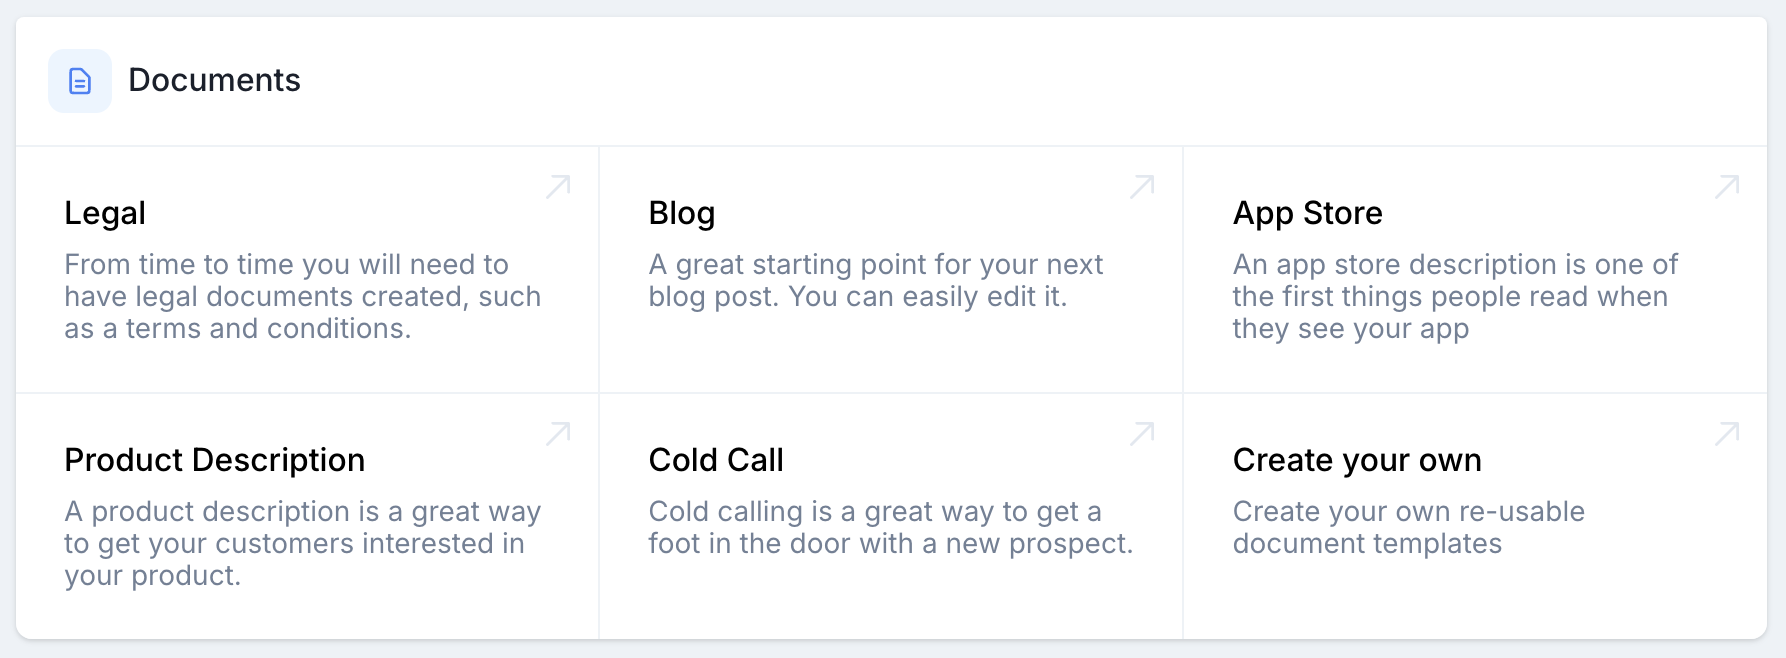 Documents
Legal
From time to time you will need to
have legal documents created, such
as a terms and conditions.
Blog
A great starting point for your next
blog post. You can easily edit it.
App Store
An app store description is one of
the first things people read when
they see your app
Product Description
A product description is a great way
to get your customers interested in
your product.
Cold Call
Cold calling is a great way to get a
foot in the door with a new prospect.
Create your own
Create your own re-usable
document templates